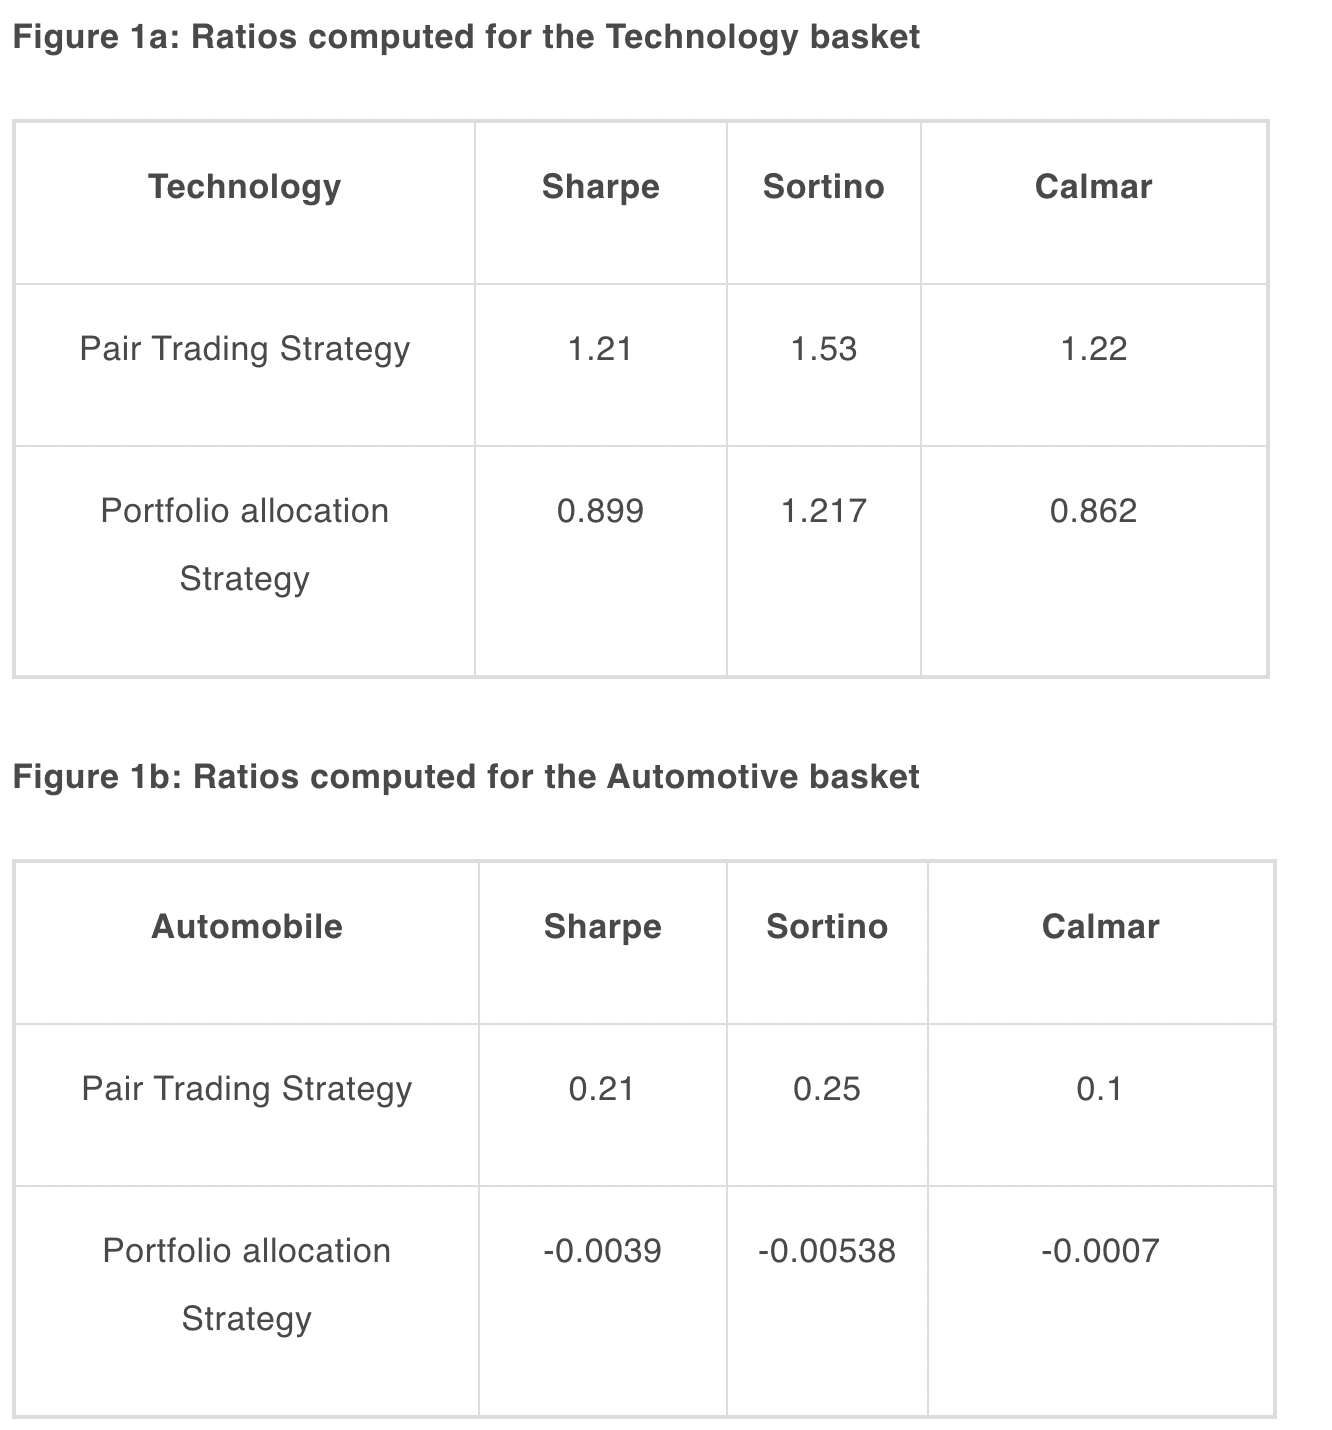 Figure 1a: Ratios computed for the Technology basket
Technology Sharpe Sortino Calmar
Pair Trading Strategy 1.21 1.53 1.22
Portfolio allocation 0.899 1.217 0.862
Strategy
Figure 1b: Ratios computed for the Automotive basket
Automobile Sharpe Sortino Calmar
Pair Trading Strategy 0.21 0.25 0.1
Portfolio allocation -0.0039 -0.00538 -0.0007
Strategy